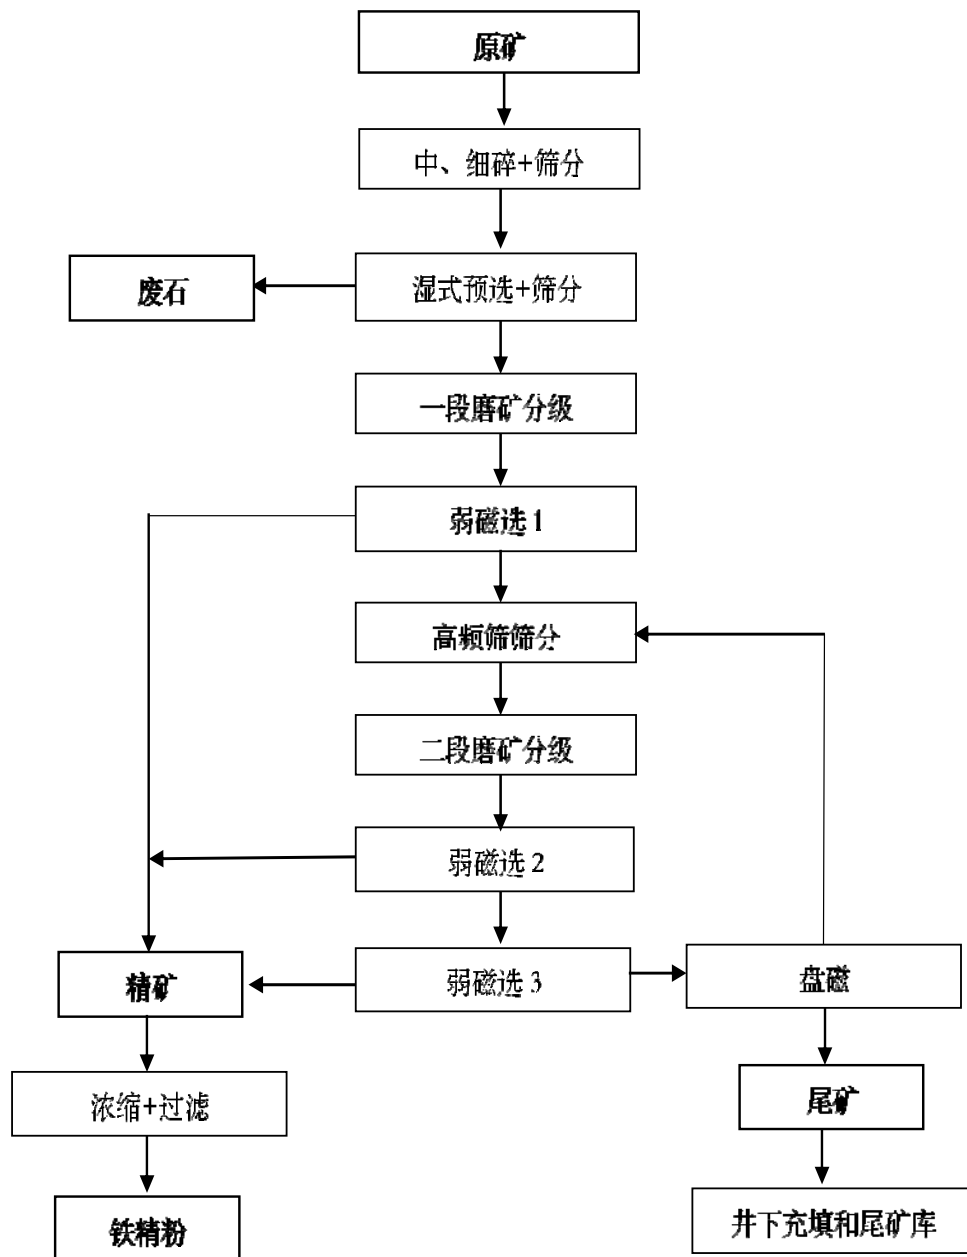 原矿
中、细碎+筛分
废石
湿式预选+筛分
一段磨矿分级
弱磁选 1
高频筛筛分
二段磨矿分级
弱磁选 2
精矿
弱磁选 3
盘磁
浓缩+过滤
尾矿
铁精粉
井下充填和尾矿库